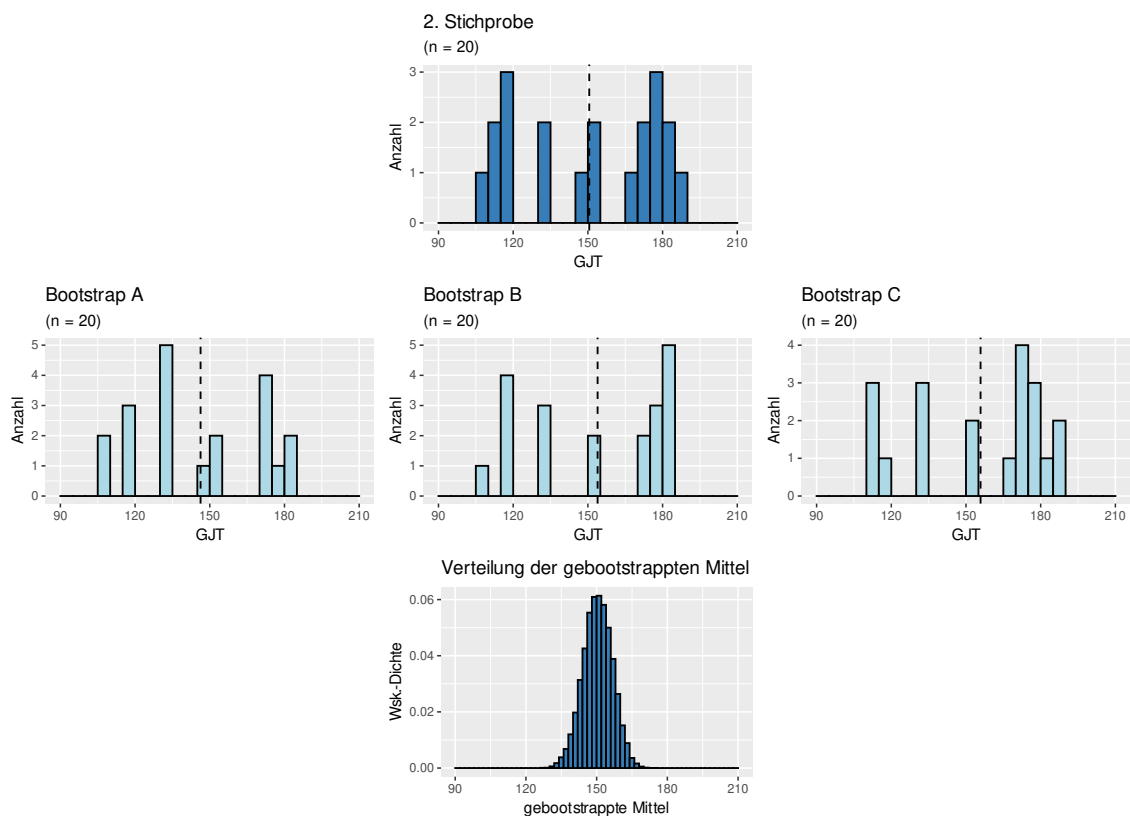 2. Stichprobe
(n = 20)
3
2
1
0
Anzahl
90 120 150 180 210
GJT
Bootstrap A
(n = 20)
5
4
3
2
1
0
Anzahl
90 120 150 180 210
GJT
Bootstrap B
(n = 20)
5
4
3
2
1
0
Anzahl
90 120 150 180 210
GJT
Bootstrap C
(n = 20)
4
3
2
1
0
Anzahl
90 120 150 180 210
GJT
Verteilung der gebootstrappten Mittel
0.06
0.04
0.02
0.00
Wsk.-Dichte
90 120 150 180 210
gebootstrappte Mittel